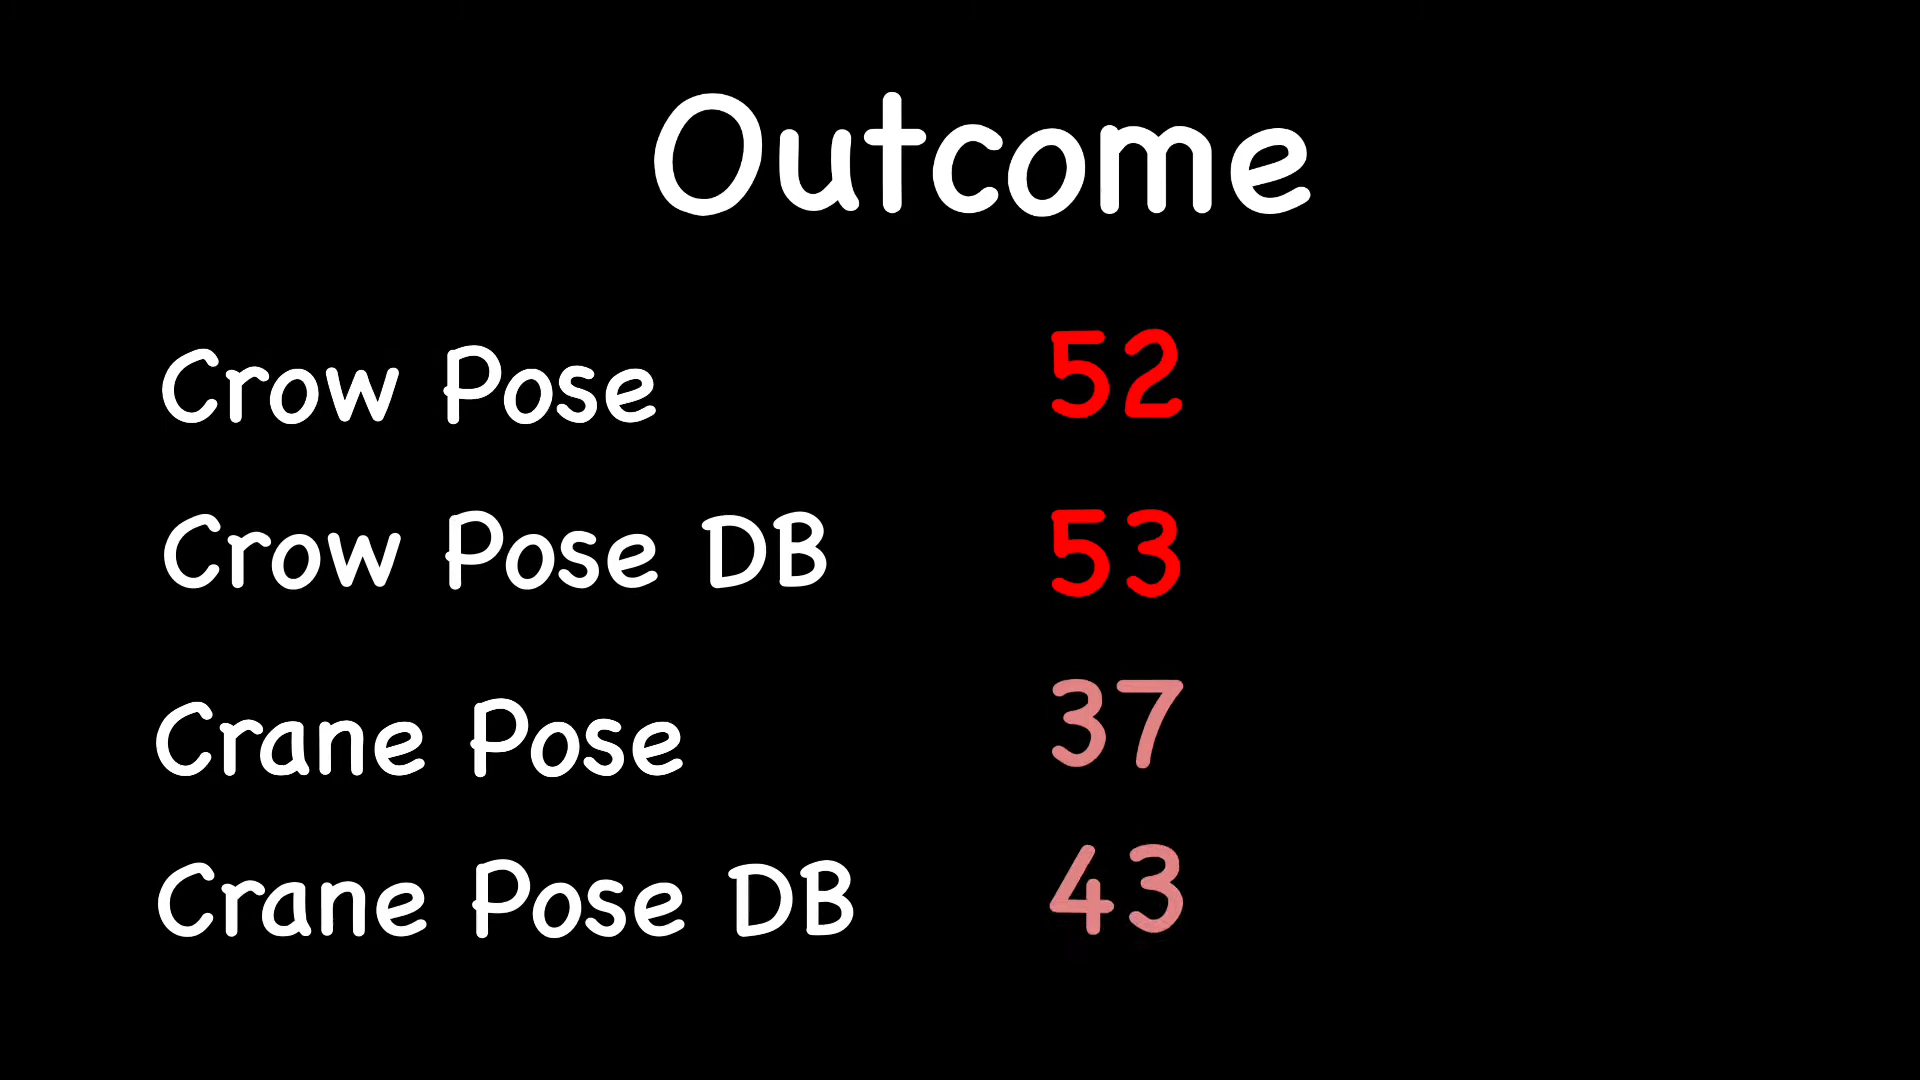 Outcome
Crow Pose 52
Crow Pose DB 53
Crane Pose 37
Crane Pose DB 43